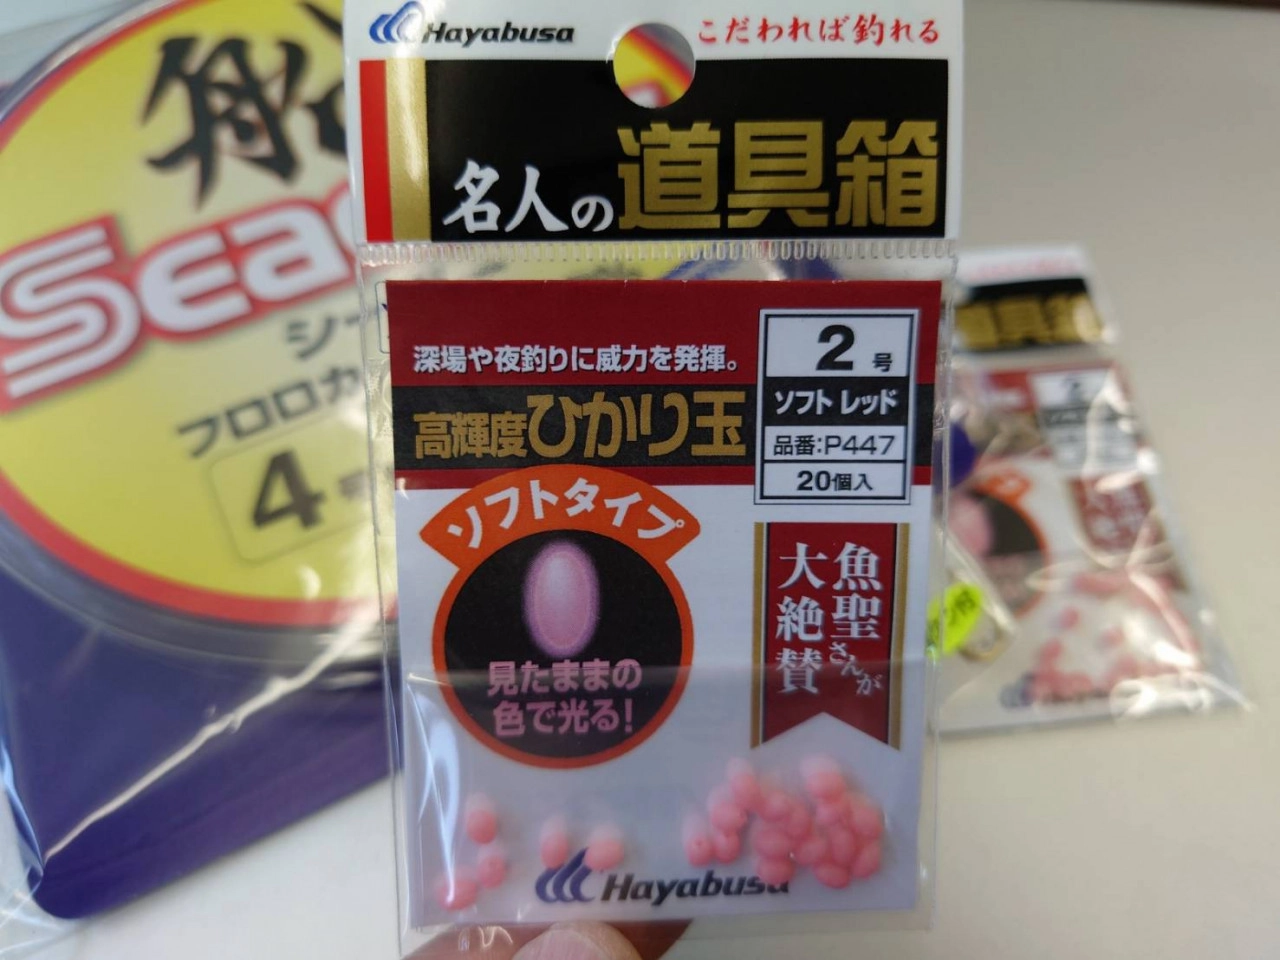 Hayabusa
こだわれば釣れる
名人の道具箱
深場や夜釣りに威力を発揮。
高輝度ひかり玉
2号
ソフト レッド
品番:P447
20個入
ソフトタイプ
見たままの
色で光る!
魚聖さんが
大絶賛
Hayabusa
船
Sea
シー
フロロカ
4号
道具箱